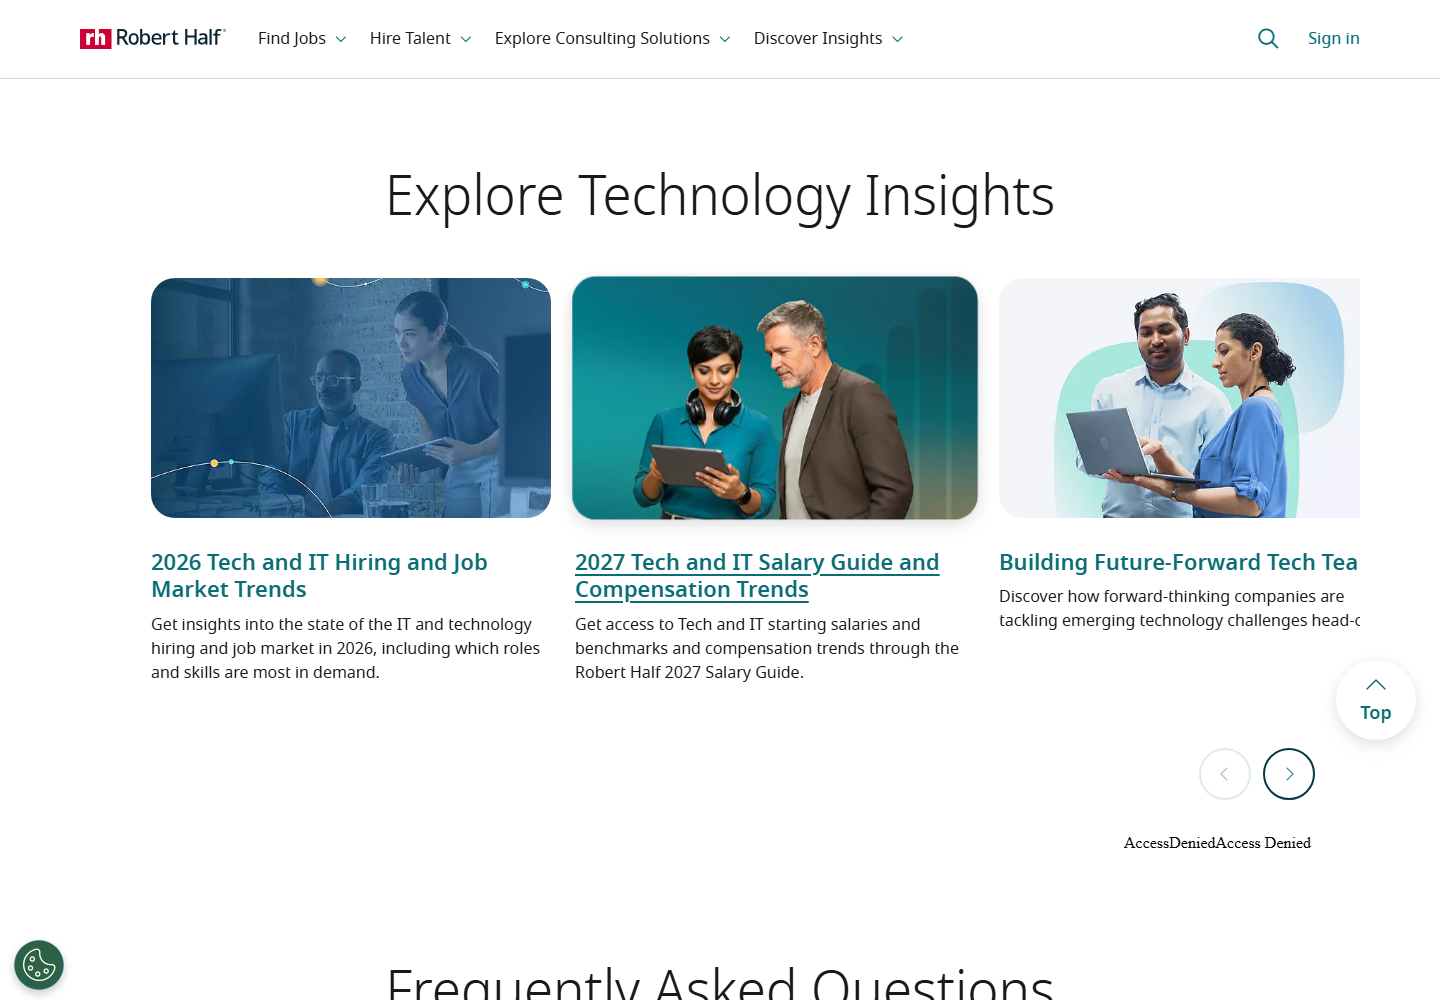 rh Robert Half®
Find Jobs
Hire Talent
Explore Consulting Solutions
Discover Insights
Sign in
Explore Technology Insights
2026 Tech and IT Hiring and Job
Market Trends
Get insights into the state of the IT and technology
hiring and job market in 2026, including which roles
and skills are most in demand.
2027 Tech and IT Salary Guide and
Compensation Trends
Get access to Tech and IT starting salaries and
benchmarks and compensation trends through the
Robert Half 2027 Salary Guide.
Building Future-Forward Tech Tea
Discover how forward-thinking companies are
tackling emerging technology challenges head-
Top
AccessDeniedAccess Denied
Frequently Asked Questions